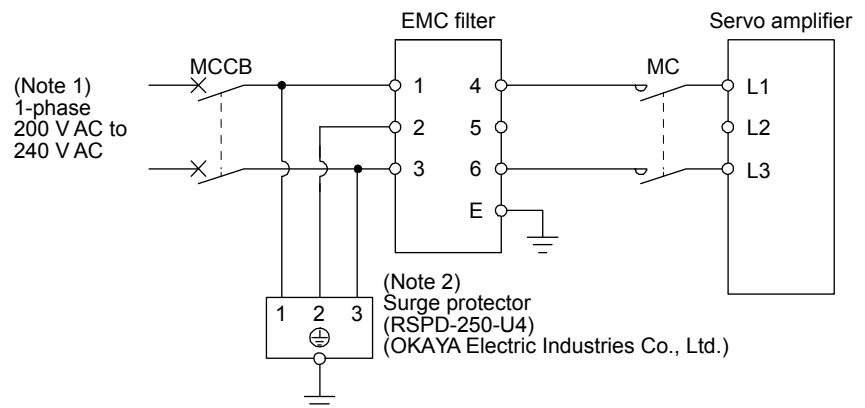 EMC filter
Servo amplifier
MCCB
MC
(Note 1)
1-phase
200 V AC to
240 V AC
1
4
L1
2
5
L2
3
6
L3
E
(Note 2)
Surge protector
(RSPD-250-U4)
(OKAYA Electric Industries Co., Ltd.)
1 2 3